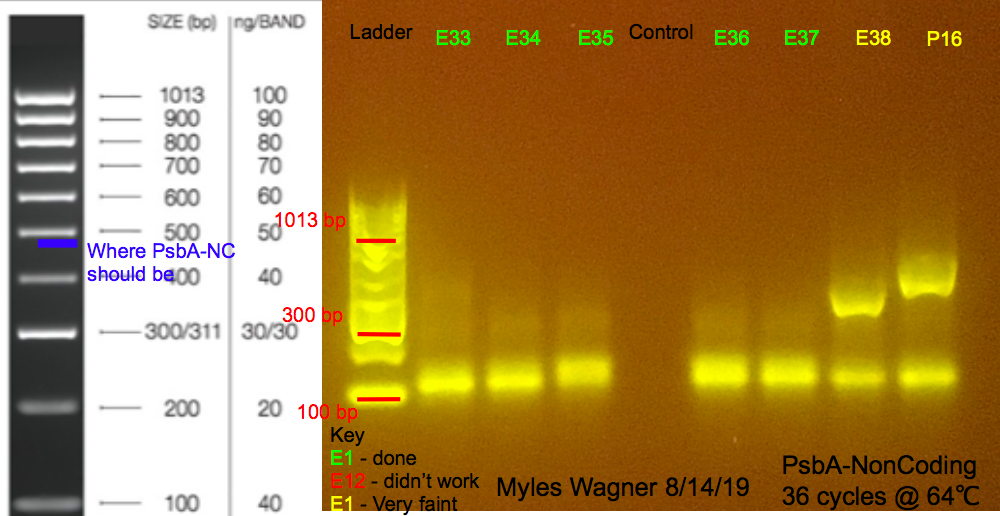 SIZE (bp) ng/BAND
1013 100
900 90
800 80
700 70
600 60
500 50
Where PsbA-NC
should be
400 40
300/311 30/30
200 20
100 40
Ladder E33 E34 E35 Control E36 E37 E38 P16
1013 bp
300 bp
100 bp
Key
E1 - done
E12 - didn't work
E1 - Very faint
Myles Wagner 8/14/19
PsbA-NonCoding
36 cycles @ 64℃